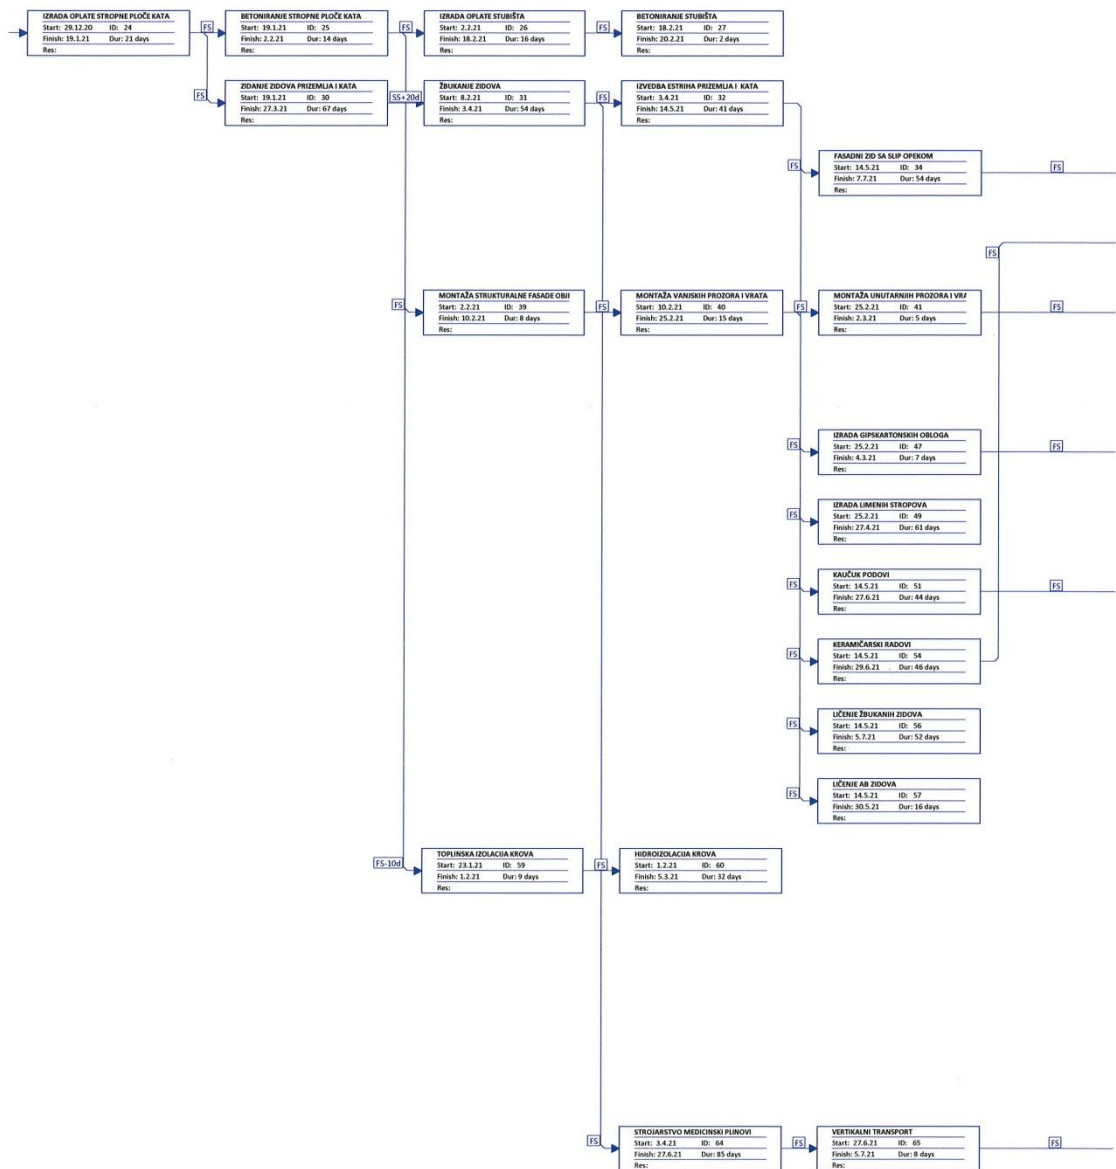 IZRADA OPLATE STROPNE PLOČE KATA
Start: 29.12.20 ID: 24
Finish: 19.1.21 Dur: 21 days
Res:
FS
BETONIRANJE STROPNE PLOČE KATA
Start: 19.1.21 ID: 25
Finish: 2.2.21 Dur: 14 days
Res:
FS
IZRADA OPLATE STUBIŠTA
Start: 2.2.21 ID: 26
Finish: 18.2.21 Dur: 16 days
Res:
FS
BETONIRANJE STUBIŠTA
Start: 18.2.21 ID: 27
Finish: 20.2.21 Dur: 2 days
Res:
FS
ZIDANJE ZIDOVA PRIZEMLJA I KATA
Start: 19.1.21 ID: 30
Finish: 27.3.21 Dur: 67 days
Res:
SS+20d
ŽBUKANJE ZIDOVA
Start: 8.2.21 ID: 31
Finish: 3.4.21 Dur: 54 days
Res:
FS
IZVEDBA ESTRIHA PRIZEMLJA I KATA
Start: 3.4.21 ID: 32
Finish: 14.5.21 Dur: 41 days
Res:
FS
FASADNI ZID SA SLIP OPEKOM
Start: 14.5.21 ID: 34
Finish: 7.7.21 Dur: 54 days
Res:
FS
FS
FS
MONTAŽA STRUKTURALNE FASADE OBJI
Start: 2.2.21 ID: 39
Finish: 10.2.21 Dur: 8 days
Res:
FS
MONTAŽA VANJSKIH PROZORA I VRATA
Start: 10.2.21 ID: 40
Finish: 25.2.21 Dur: 15 days
Res:
FS
MONTAŽA UNUTARNJIH PROZORA I VRA
Start: 25.2.21 ID: 41
Finish: 2.3.21 Dur: 5 days
Res:
FS
FS
IZRADA GIPSKARTONSKIH OBLOGA
Start: 25.2.21 ID: 47
Finish: 4.3.21 Dur: 7 days
Res:
FS
FS
IZRADA LIMENIH STROPOVA
Start: 25.2.21 ID: 49
Finish: 27.4.21 Dur: 61 days
Res:
FS
KAUČUK PODOVI
Start: 14.5.21 ID: 51
Finish: 27.6.21 Dur: 44 days
Res:
FS
FS
KERAMIČARSKI RADOVI
Start: 14.5.21 ID: 54
Finish: 29.6.21 Dur: 46 days
Res:
FS
LIČENJE ŽBUKANIH ZIDOVA
Start: 14.5.21 ID: 56
Finish: 5.7.21 Dur: 52 days
Res:
FS
LIČENJE AB ZIDOVA
Start: 14.5.21 ID: 57
Finish: 30.5.21 Dur: 16 days
Res:
FS-10d
TOPLINSKA IZOLACIJA KROVA
Start: 23.1.21 ID: 59
Finish: 1.2.21 Dur: 9 days
Res:
FS
HIDROIZOLACIJA KROVA
Start: 1.2.21 ID: 60
Finish: 5.3.21 Dur: 32 days
Res:
FS
STROJARSTVO MEDICINSKI PLINOVI
Start: 3.4.21 ID: 64
Finish: 27.6.21 Dur: 85 days
Res:
FS
VERTIKALNI TRANSPORT
Start: 27.6.21 ID: 65
Finish: 5.7.21 Dur: 8 days
Res:
FS